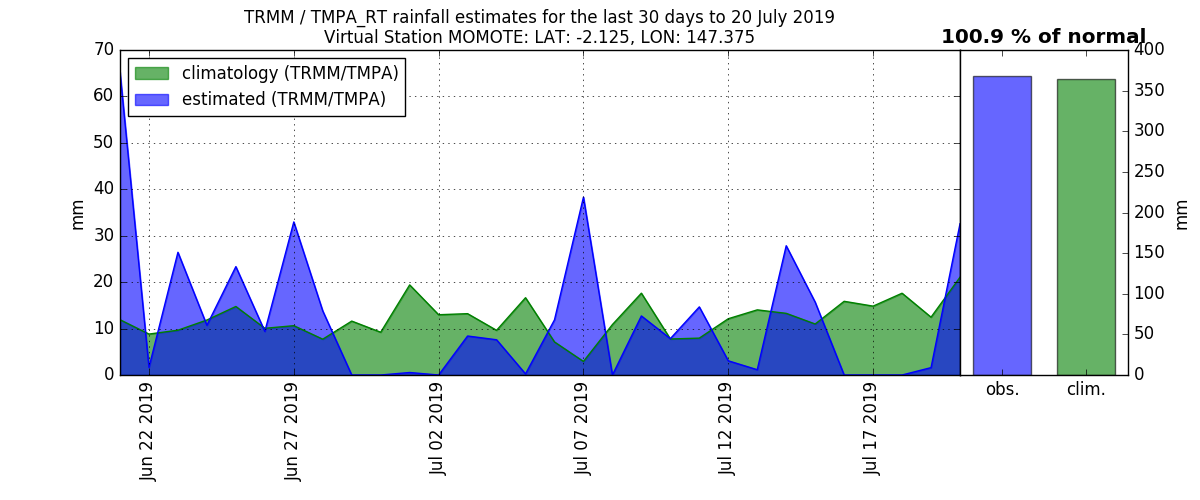 TRMM / TMPA_RT rainfall estimates for the last 30 days to 20 July 2019
Virtual Station MOMOTE: LAT: -2.125, LON: 147.375
100.9 % of normal
climatology (TRMM/TMPA)
estimated (TRMM/TMPA)
70
60
50
40
30
20
10
0
mm
Jun 22 2019
Jun 27 2019
Jul 02 2019
Jul 07 2019
Jul 12 2019
Jul 17 2019
400
350
300
250
200
150
100
50
0
mm
obs.
clim.